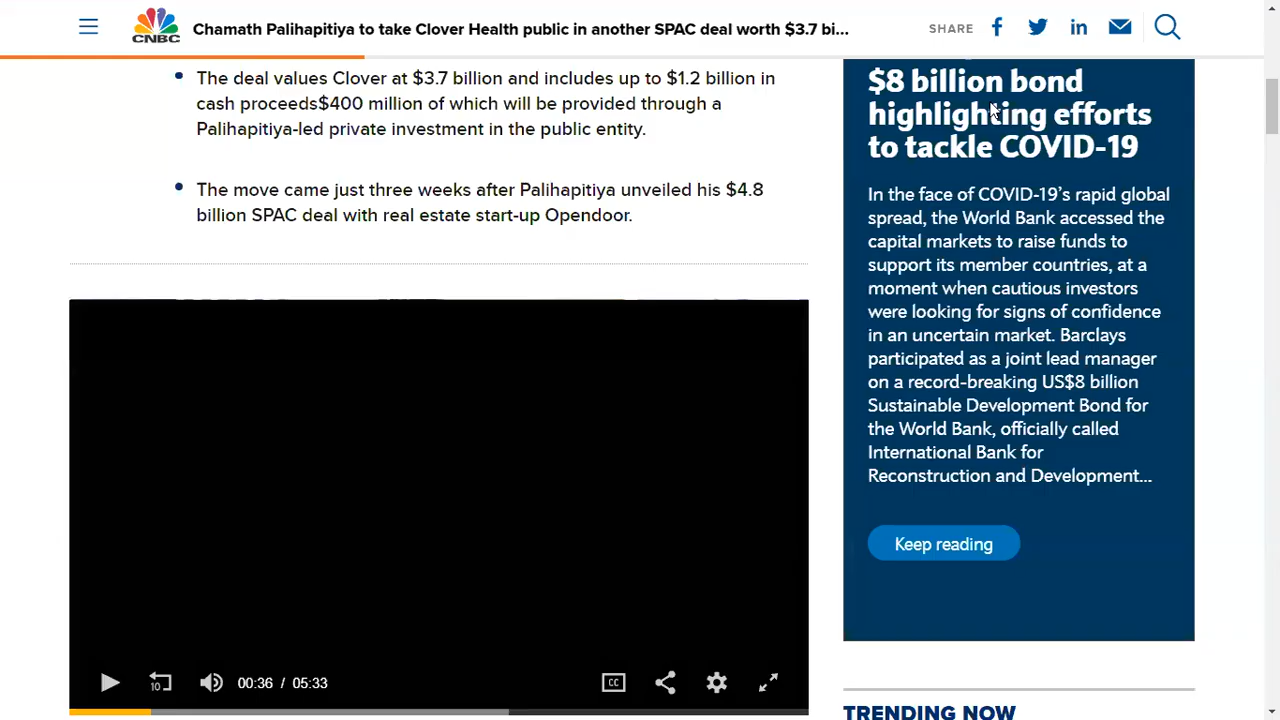 CNBC
Chamath Palihapitiya to take Clover Health public in another SPAC deal worth $3.7 bi...
SHARE
The deal values Clover at $3.7 billion and includes up to $1.2 billion in
cash proceeds$400 million of which will be provided through a
Palihapitiya-led private investment in the public entity.
The move came just three weeks after Palihapitiya unveiled his $4.8
billion SPAC deal with real estate start-up Opendoor.
10
00:36 / 05:33
CC
$8 billion bond
highlighting efforts
to tackle COVID-19
In the face of COVID-19's rapid global
spread, the World Bank accessed the
capital markets to raise funds to
support its member countries, at a
moment when cautious investors
were looking for signs of confidence
in an uncertain market. Barclays
participated as a joint lead manager
on a record-breaking US$8 billion
Sustainable Development Bond for
the World Bank, officially called
International Bank for
Reconstruction and Development...
Keep reading
TRENDING NOW